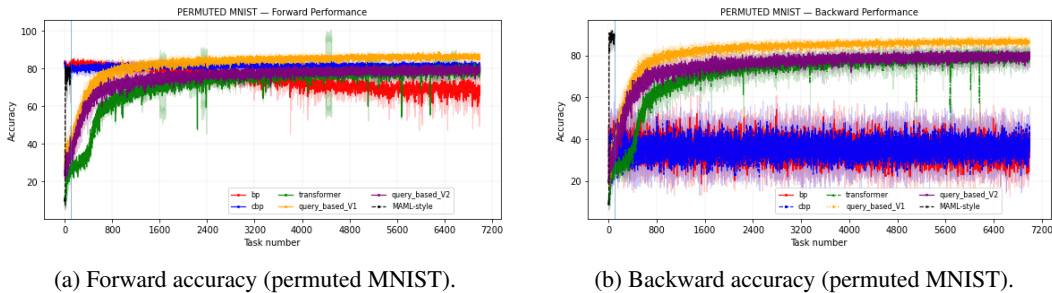 PERMUTED MNIST — Forward Performance
100
80
60
40
20
Accuracy
0 800 1600 2400 3200 4000 4800 5600 6400 7200
Task number
bp transformer query_based_V2
cbp query_based_V1 MAML-style
(a) Forward accuracy (permuted MNIST).
PERMUTED MNIST — Backward Performance
80
60
40
20
Accuracy
0 800 1600 2400 3200 4000 4800 5600 6400 7200
Task number
bp transformer query_based_V2
cbp query_based_V1 MAML-style
(b) Backward accuracy (permuted MNIST).